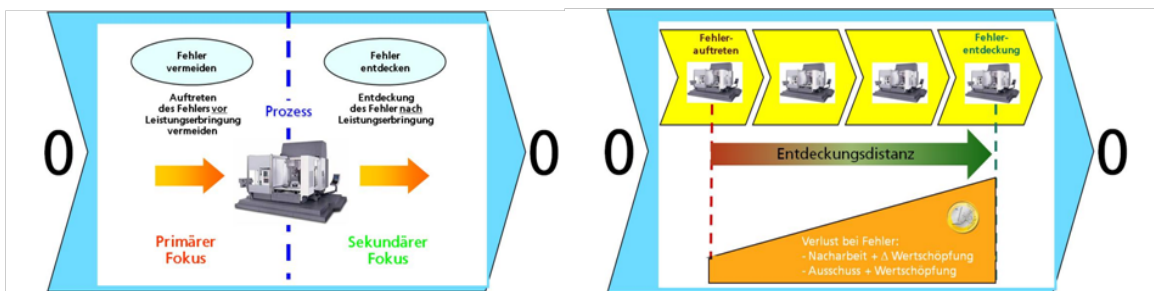 0
Fehler
vermeiden
Auftreten
des Fehlers vor
Leistungserbringung
vermeiden
Primärer
Fokus
Prozess
Fehler
entdecken
Entdeckung
des Fehler nach
Leistungserbringung
Sekundärer
Fokus
0
0
Fehler-
auftreten
Fehler-
entdeckung
Entdeckungsdistanz
1
Verlust bei Fehler:
- Nacharbeit + Δ Wertschöpfung
- Ausschuss + Wertschöpfung
0